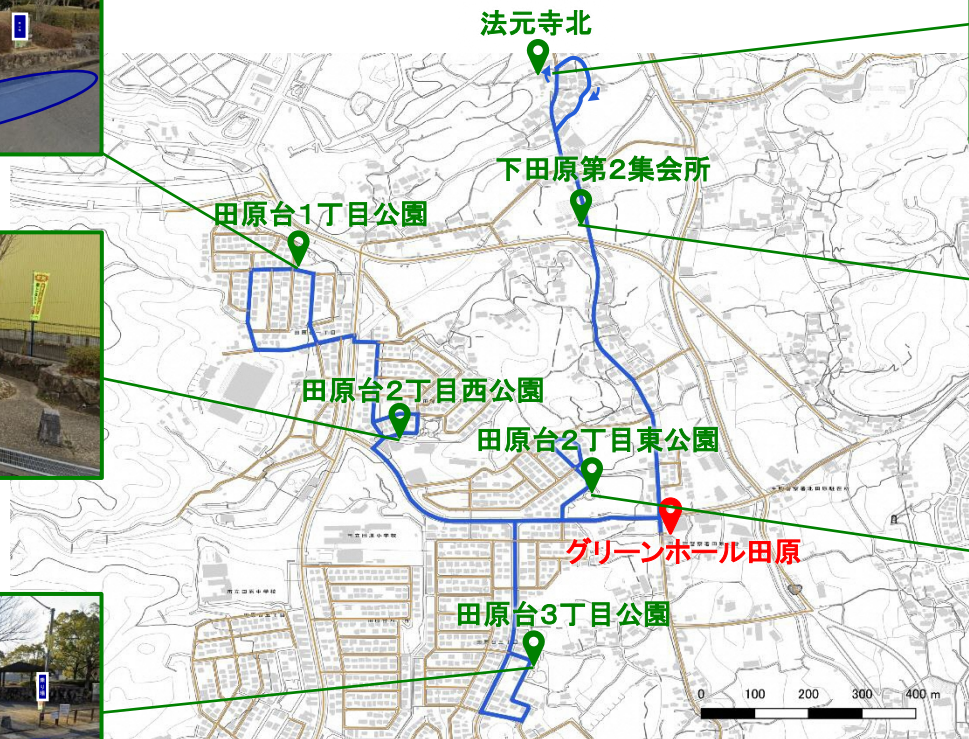 法元寺北
下田原第2集会所
田原台1丁目公園
田原台2丁目西公園
田原台2丁目東公園
グリーンホール田原
田原台3丁目公園
0 100 200 300 400 m